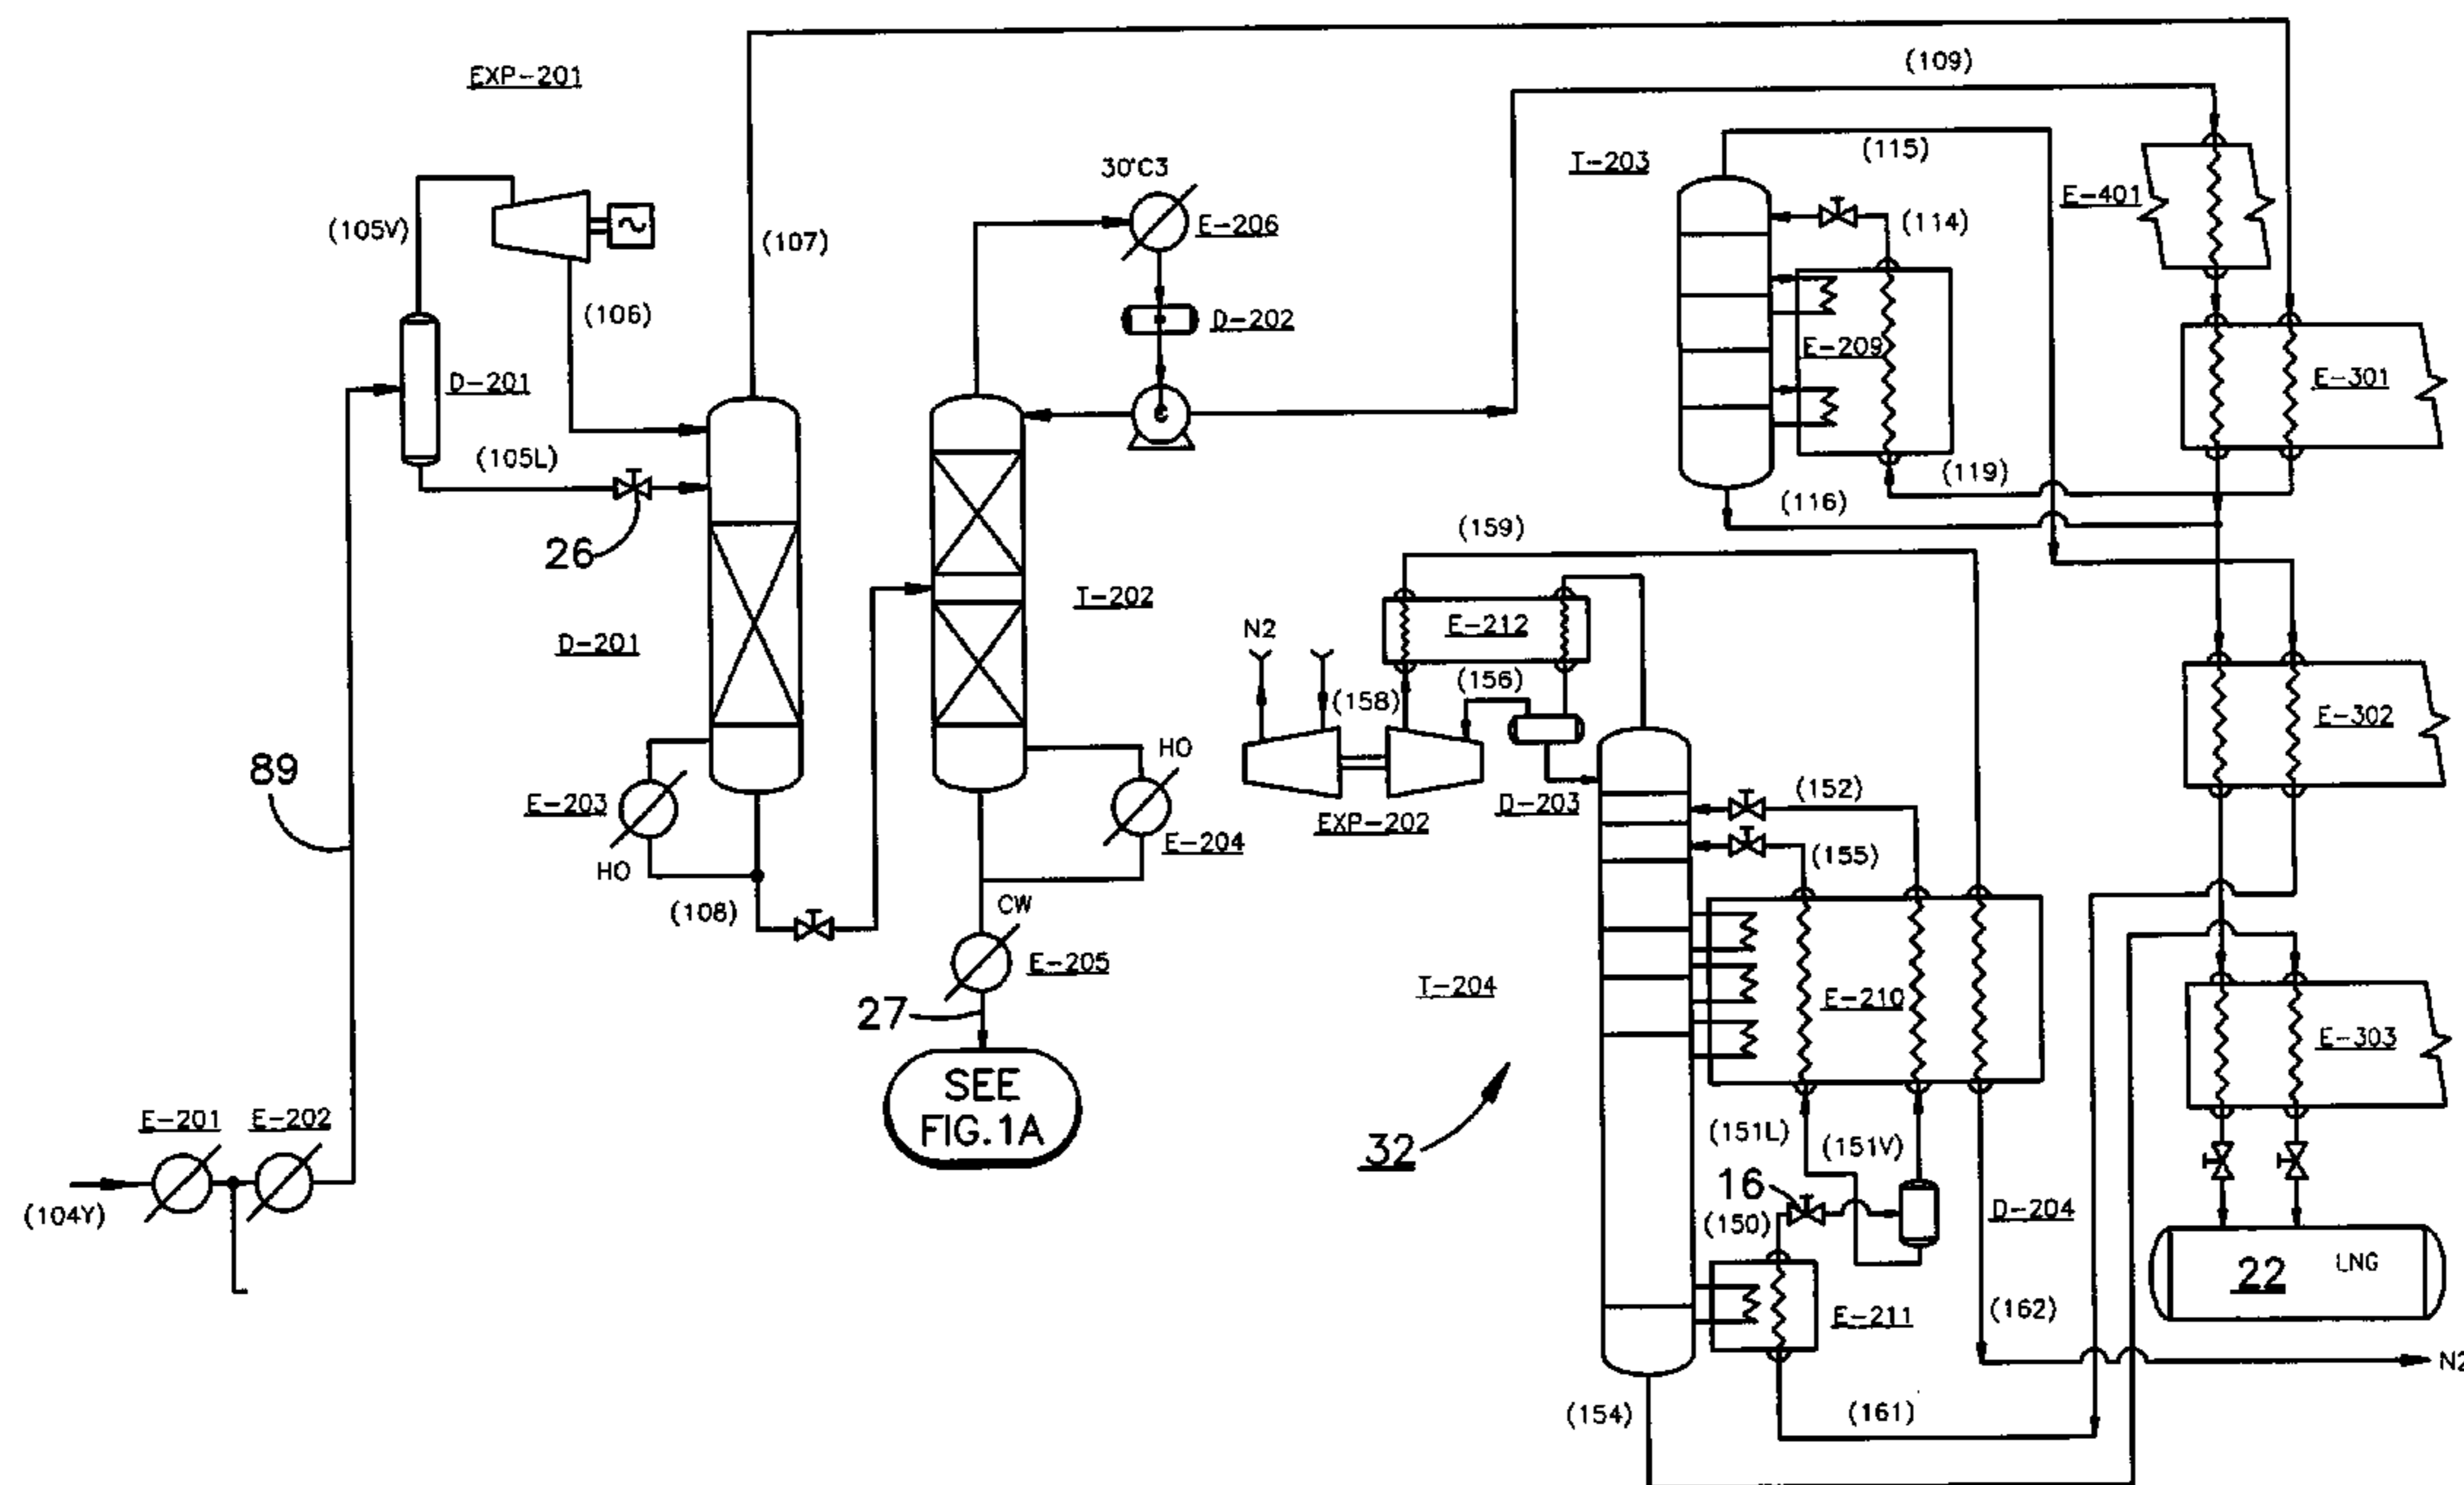 (109)
EXP-201
(115)
T-203
30°C3
E-401
(105V)
(107)
E-206
(114)
(106)
D-202
E-209
D-201
E-301
(105L)
(119)
(116)
26
(159)
T-202
E-212
N2
D-201
(156)
(158)
E-302
89
HO
(152)
E-203
D-203
EXP-202
E-204
(155)
HO
CW
(108)
E-205
T-204
E-210
27
E-303
SEE
FIG.1A
E-201
E-202
(151L)
(151V)
32
16
(104Y)
(150)
D-204
22
LNG
(162)
E-211
N2
(154)
(161)